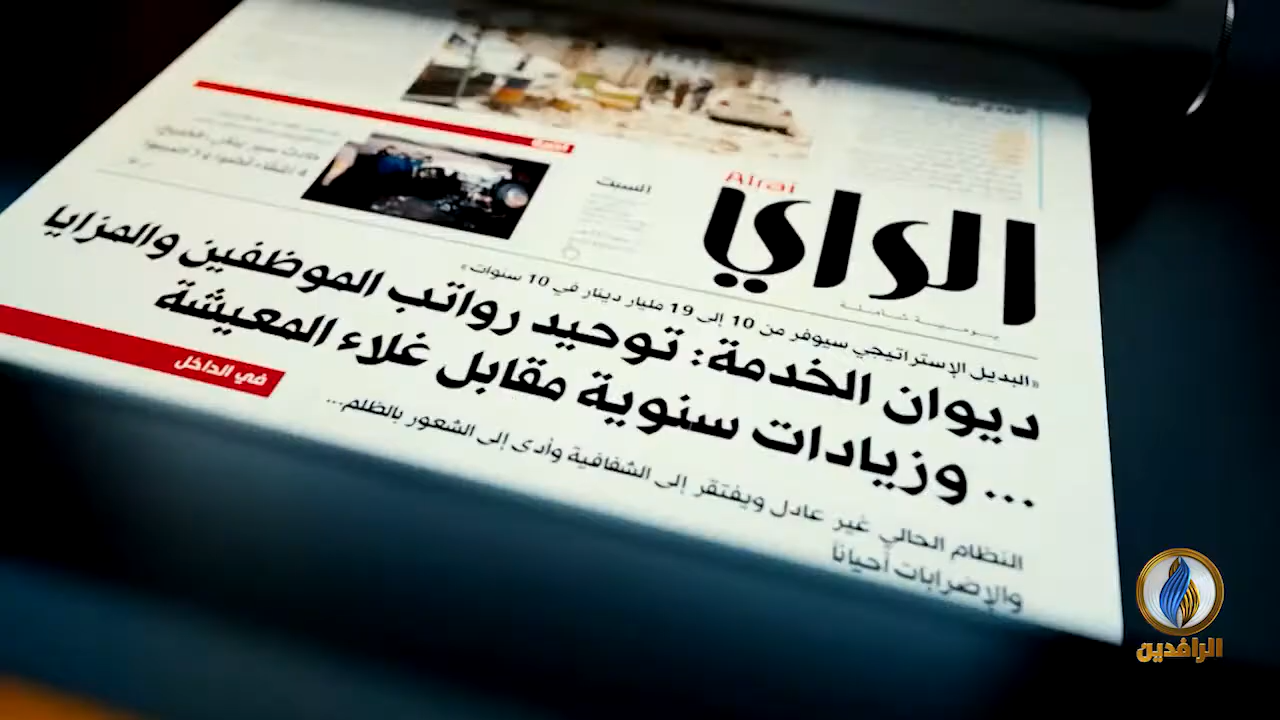 Alrai
الراي
يـومـيـة شـامـلـة
السبت
«البديل الإستراتيجي سيوفر من 10 إلى 19 مليار دينار في 10 سنوات»
ديوان الخدمة: توحيد رواتب الموظفين والمزايا
... وزيادات سنوية مقابل غلاء المعيشة
في الداخل
النظام الحالي غير عادل ويفتقر إلى الشفافية وأدى إلى الشعور بالظلم...
والإضرابات أحياناً
الرافدين